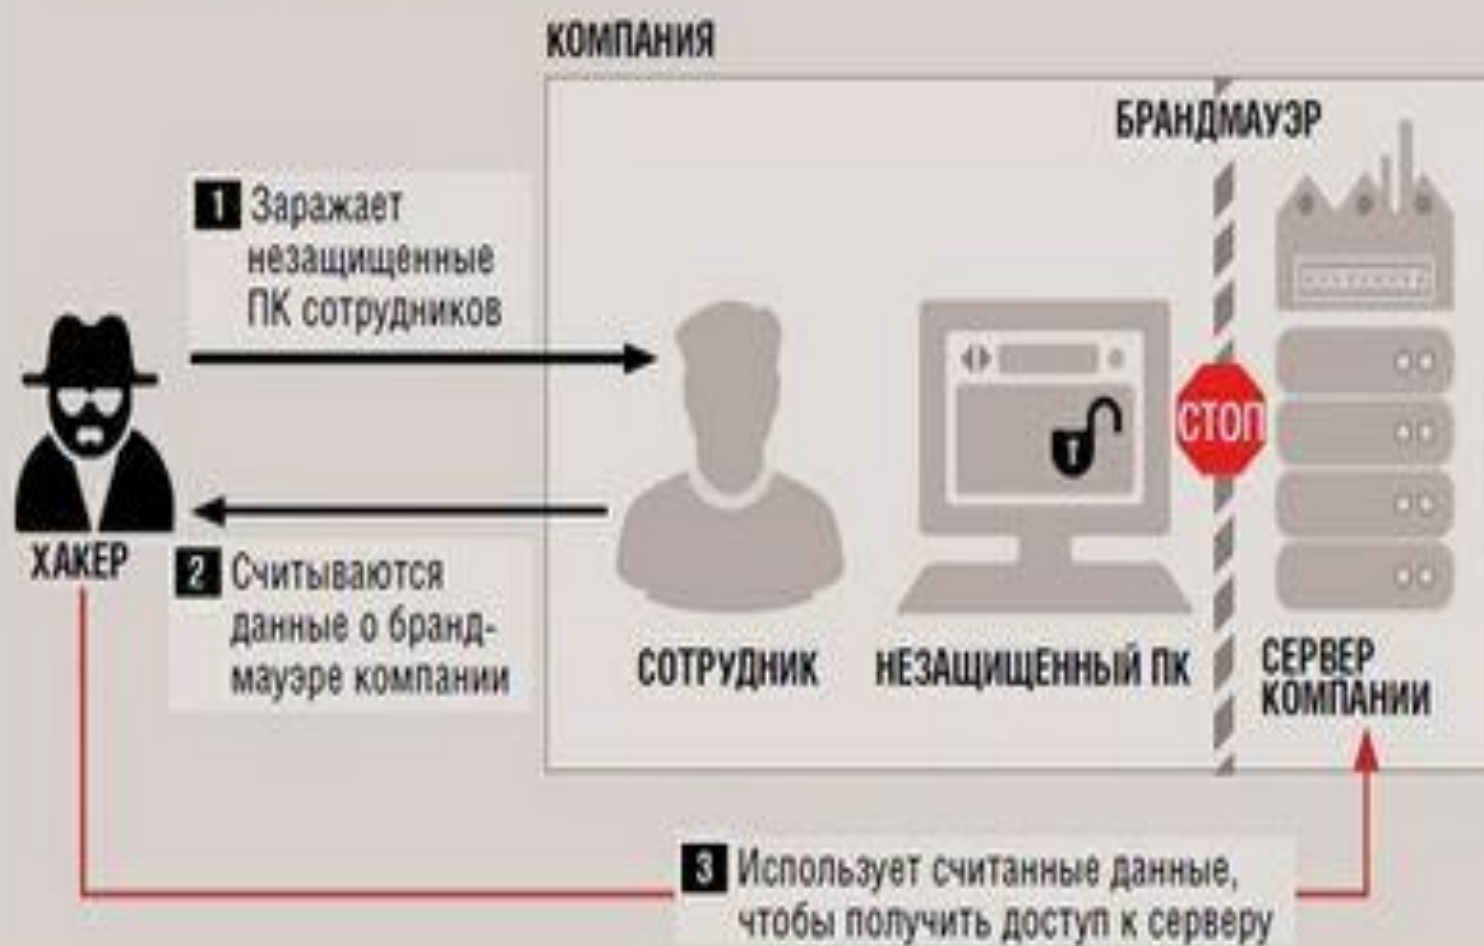 КОМПАНИЯ
БРАНДМАУЭР
1 Заражает
незащищенные
ПК сотрудников
СТОП
ХАКЕР
2 Считываются
данные о бранд-
мауэре компании
СОТРУДНИК
НЕЗАЩИЩЕННЫЙ ПК
СЕРВЕР
КОМПАНИИ
3 Использует считанные данные,
чтобы получить доступ к серверу